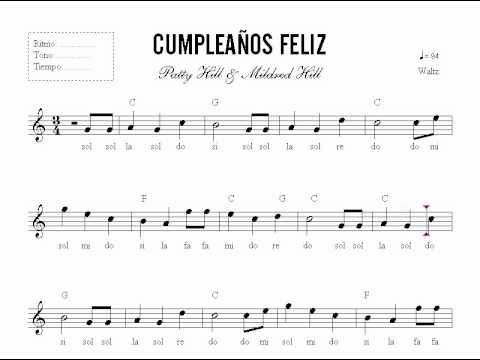 CUMPLEAÑOS FELIZ
Ritmo:
Tono:
Tiempo:
Patty Hill & Mildred Hill
♩= 84
Waltz
C G
3 4
sol sol la sol do si sol sol la sol re do do mi
F C G C
sol mi do si la fa fa mi do re do sol sol la sol do
G C F
si sol sol la sol re do do mi sol mi do si la fa fa